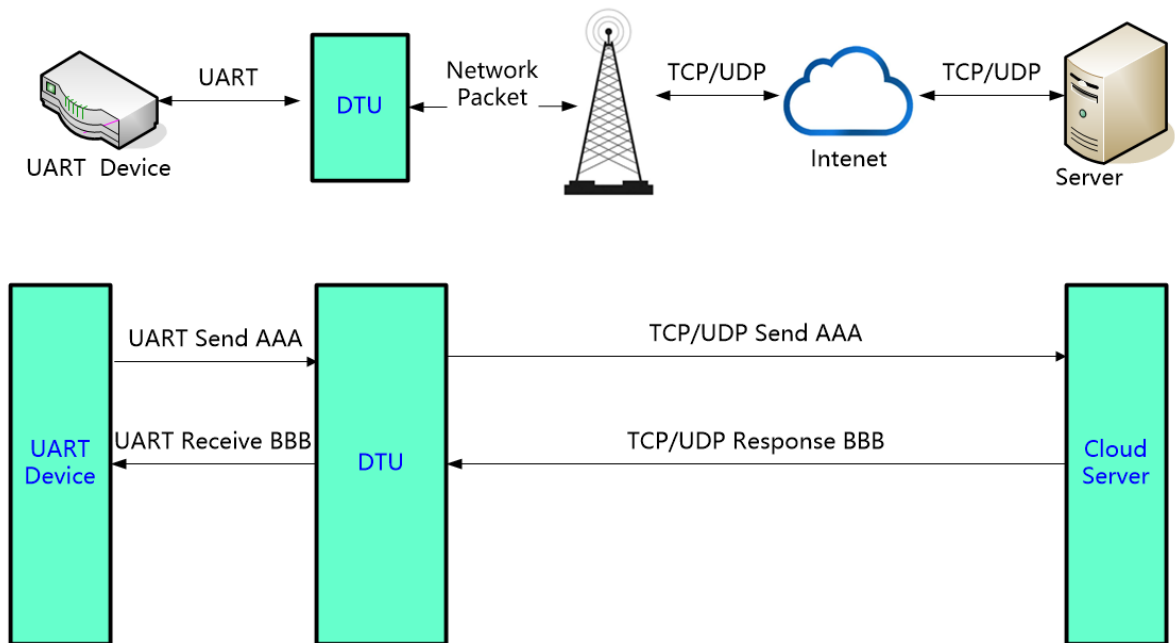 UART
DTU
Network
Packet
TCP/UDP
TCP/UDP
UART Device
Intenet
Server
UART Send AAA
TCP/UDP Send AAA
UART Receive BBB
TCP/UDP Response BBB
UART
Device
DTU
Cloud
Server